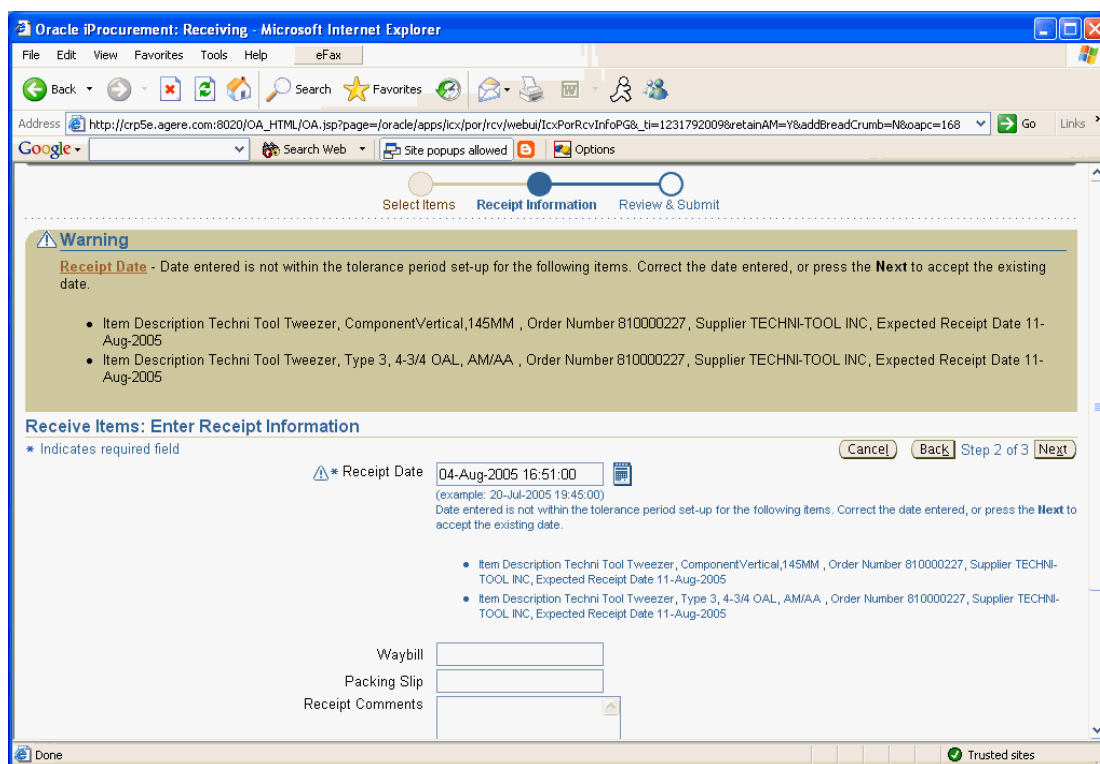 Oracle iProcurement: Receiving - Microsoft Internet Explorer
File Edit View Favorites Tools Help eFax
Back Search Favorites
Address http://crp5e.agere.com:8020/OA_HTML/OA.jsp?page=/oracle/apps/icx/por/rcv/webui/IcxPorRcvInfoPG&_ti=1231792009&retainAM=Y&addBreadCrumb=N&oapc=168 Go Links
Google Search Web Site popups allowed Options
Select Items Receipt Information Review & Submit
Warning
Receipt Date - Date entered is not within the tolerance period set-up for the following items. Correct the date entered, or press the Next to accept the existing
date.
• Item Description Techni Tool Tweezer, ComponentVertical,145MM , Order Number 810000227, Supplier TECHNI-TOOL INC, Expected Receipt Date 11-
Aug-2005
• Item Description Techni Tool Tweezer, Type 3, 4-3/4 OAL, AM/AA , Order Number 810000227, Supplier TECHNI-TOOL INC, Expected Receipt Date 11-
Aug-2005
Receive Items: Enter Receipt Information
* Indicates required field Cancel Back Step 2 of 3 Next
* Receipt Date 04-Aug-2005 16:51:00
(example: 20-Jul-2005 19:45:00)
Date entered is not within the tolerance period set-up for the following items. Correct the date entered, or press the Next to
accept the existing date.
• Item Description Techni Tool Tweezer, ComponentVertical,145MM , Order Number 810000227, Supplier TECHNI-
TOOL INC, Expected Receipt Date 11-Aug-2005
• Item Description Techni Tool Tweezer, Type 3, 4-3/4 OAL, AM/AA , Order Number 810000227, Supplier TECHNI-
TOOL INC, Expected Receipt Date 11-Aug-2005
Waybill
Packing Slip
Receipt Comments
Done Trusted sites